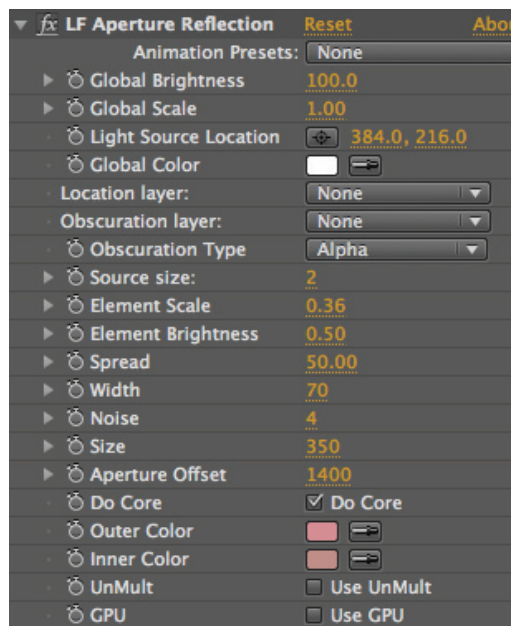 fx LF Aperture Reflection Reset Abou
Animation Presets: None
Global Brightness 100.0
Global Scale 1.00
Light Source Location 384.0, 216.0
Global Color
Location layer: None
Obscuration layer: None
Obscuration Type Alpha
Source size: 2
Element Scale 0.36
Element Brightness 0.50
Spread 50.00
Width 70
Noise 4
Size 350
Aperture Offset 1400
Do Core Do Core
Outer Color
Inner Color
UnMult Use UnMult
GPU Use GPU